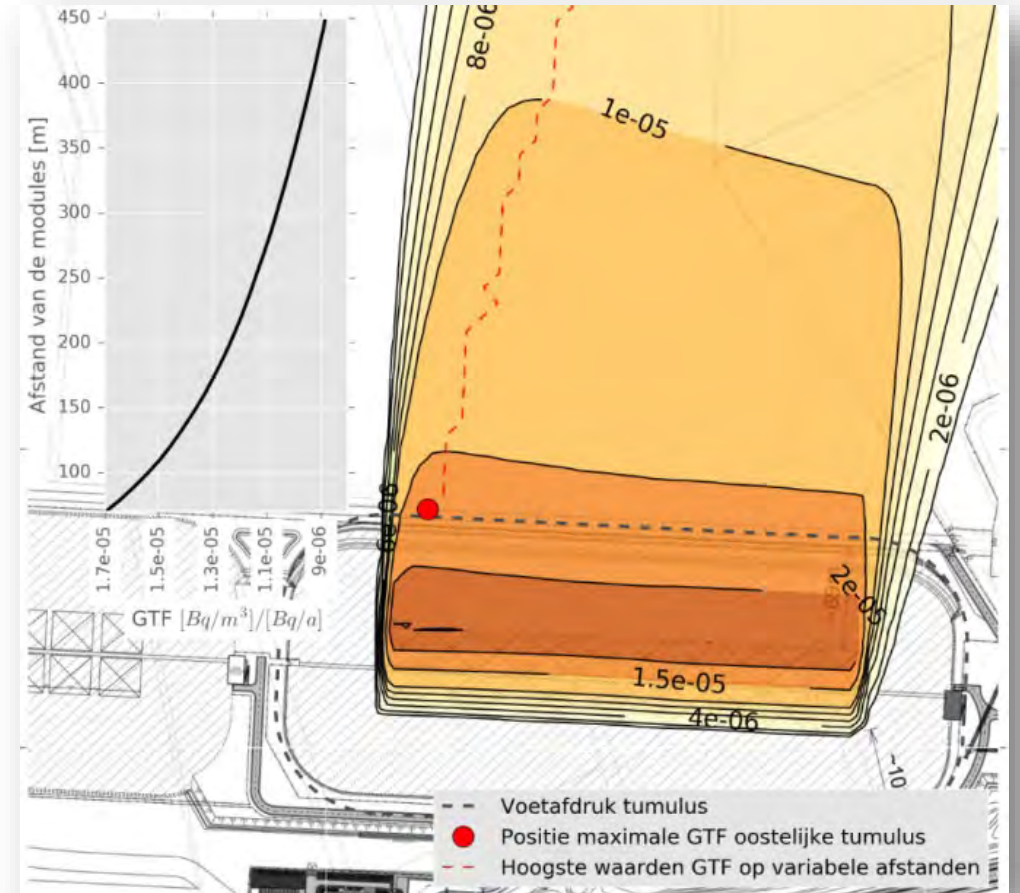 450
400
350
300
250
200
150
100
Afstand van de modules [m]
1.7e-05
1.5e-05
1.3e-05
1.1e-05
9e-06
GTF [Bq/m³]/[Bq/a]
8e-06
1e-05
2e-06
2e-05
1.5e-05
4e-06
~10
Voetafdruk tumulus
Positie maximale GTF oostelijke tumulus
Hoogste waarden GTF op variabele afstanden